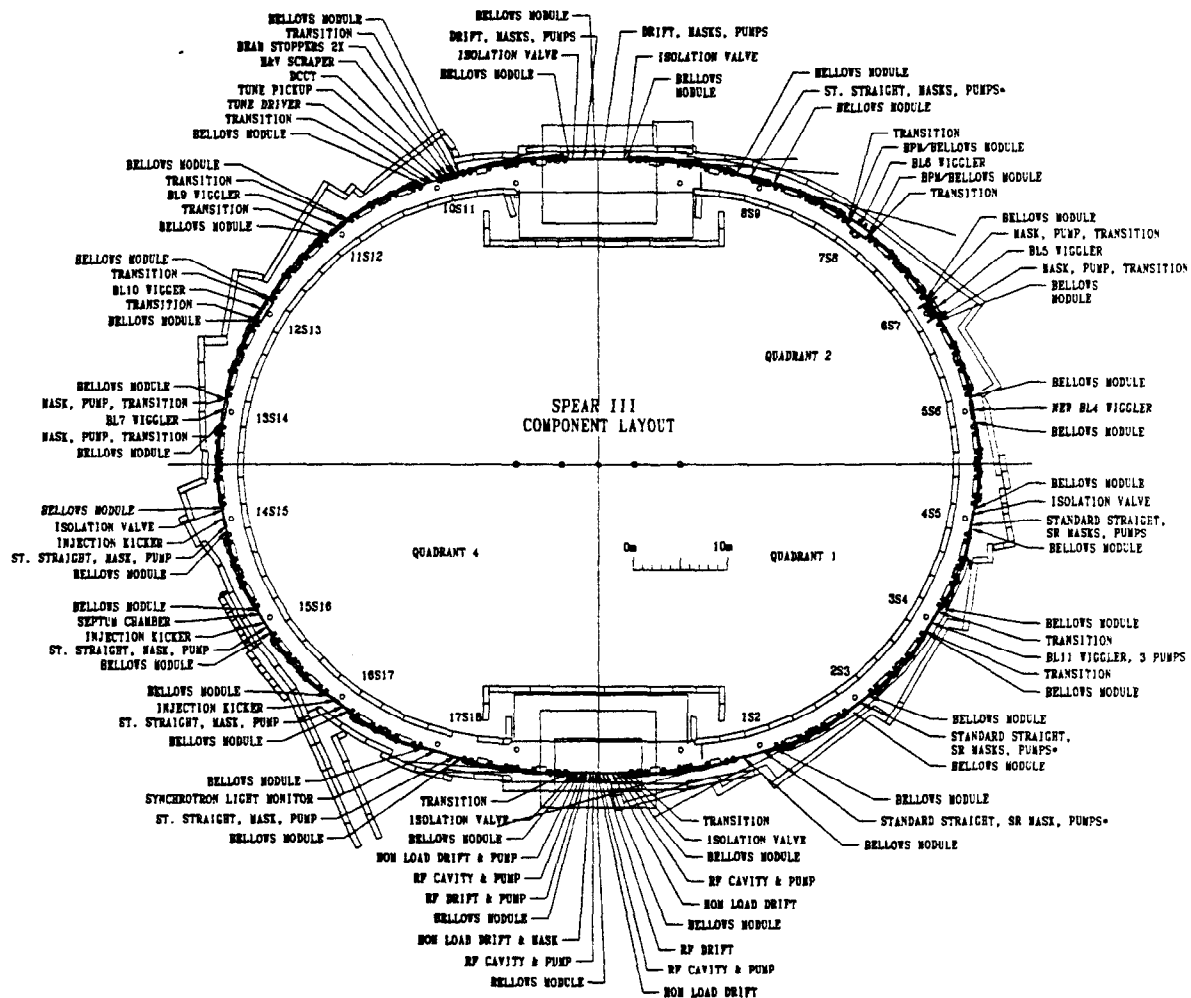 BELLOWS MODULE
TRANSITION
BEAM STOPPERS 2X
H&V SCRAPER
DCCT
TUNE PICKUP
TUNE DRIVER
TRANSITION
BELLOWS MODULE
BELLOWS MODULE
DRIFT, MASKS, PUMPS
ISOLATION VALVE
BELLOWS MODULE
DRIFT, MASKS, PUMPS
ISOLATION VALVE
BELLOWS
MODULE
BELLOWS MODULE
ST. STRAIGHT, MASKS, PUMPS*
BELLOWS MODULE
TRANSITION
BPM/BELLOWS MODULE
BL6 WIGGLER
BPM/BELLOWS MODULE
TRANSITION
BELLOWS MODULE
MASK, PUMP, TRANSITION
BL5 WIGGLER
MASK, PUMP, TRANSITION
BELLOWS
MODULE
BELLOWS MODULE
TRANSITION
BL9 WIGGLER
TRANSITION
BELLOWS MODULE
BELLOWS MODULE
TRANSITION
BL10 WIGGER
TRANSITION
BELLOWS MODULE
10S11
8S9
11S12
7S8
12S13
6S7
QUADRANT 2
BELLOWS MODULE
MASK, PUMP, TRANSITION
BL7 WIGGLER
MASK, PUMP, TRANSITION
BELLOWS MODULE
13S14
SPEAR III
COMPONENT LAYOUT
5S6
BELLOWS MODULE
NEW BL4 WIGGLER
BELLOWS MODULE
BELLOWS MODULE
ISOLATION VALVE
INJECTION KICKER
ST. STRAIGHT, MASK, PUMP
BELLOWS MODULE
14S15
4S5
BELLOWS MODULE
ISOLATION VALVE
STANDARD STRAIGHT,
SR MASKS, PUMPS
BELLOWS MODULE
QUADRANT 4
0m
10m
QUADRANT 1
BELLOWS MODULE
SEPTUM CHAMBER
INJECTION KICKER
ST. STRAIGHT, MASK, PUMP
BELLOWS MODULE
15S16
3S4
BELLOWS MODULE
TRANSITION
BL11 WIGGLER, 3 PUMPS
TRANSITION
BELLOWS MODULE
16S17
2S3
BELLOWS MODULE
INJECTION KICKER
ST. STRAIGHT, MASK, PUMP
BELLOWS MODULE
17S18
1S2
BELLOWS MODULE
STANDARD STRAIGHT,
SR MASKS, PUMPS*
BELLOWS MODULE
BELLOWS MODULE
SYNCHROTRON LIGHT MONITOR
ST. STRAIGHT, MASK, PUMP
BELLOWS MODULE
BELLOWS MODULE
STANDARD STRAIGHT, SR MASK, PUMPS*
BELLOWS MODULE
TRANSITION
ISOLATION VALVE
BELLOWS MODULE
HOM LOAD DRIFT & PUMP
RF CAVITY & PUMP
RF DRIFT & PUMP
BELLOWS MODULE
HOM LOAD DRIFT & MASK
RF CAVITY & PUMP
BELLOWS MODULE
TRANSITION
ISOLATION VALVE
BELLOWS MODULE
RF CAVITY & PUMP
HOM LOAD DRIFT
BELLOWS MODULE
RF DRIFT
RF CAVITY & PUMP
HOM LOAD DRIFT